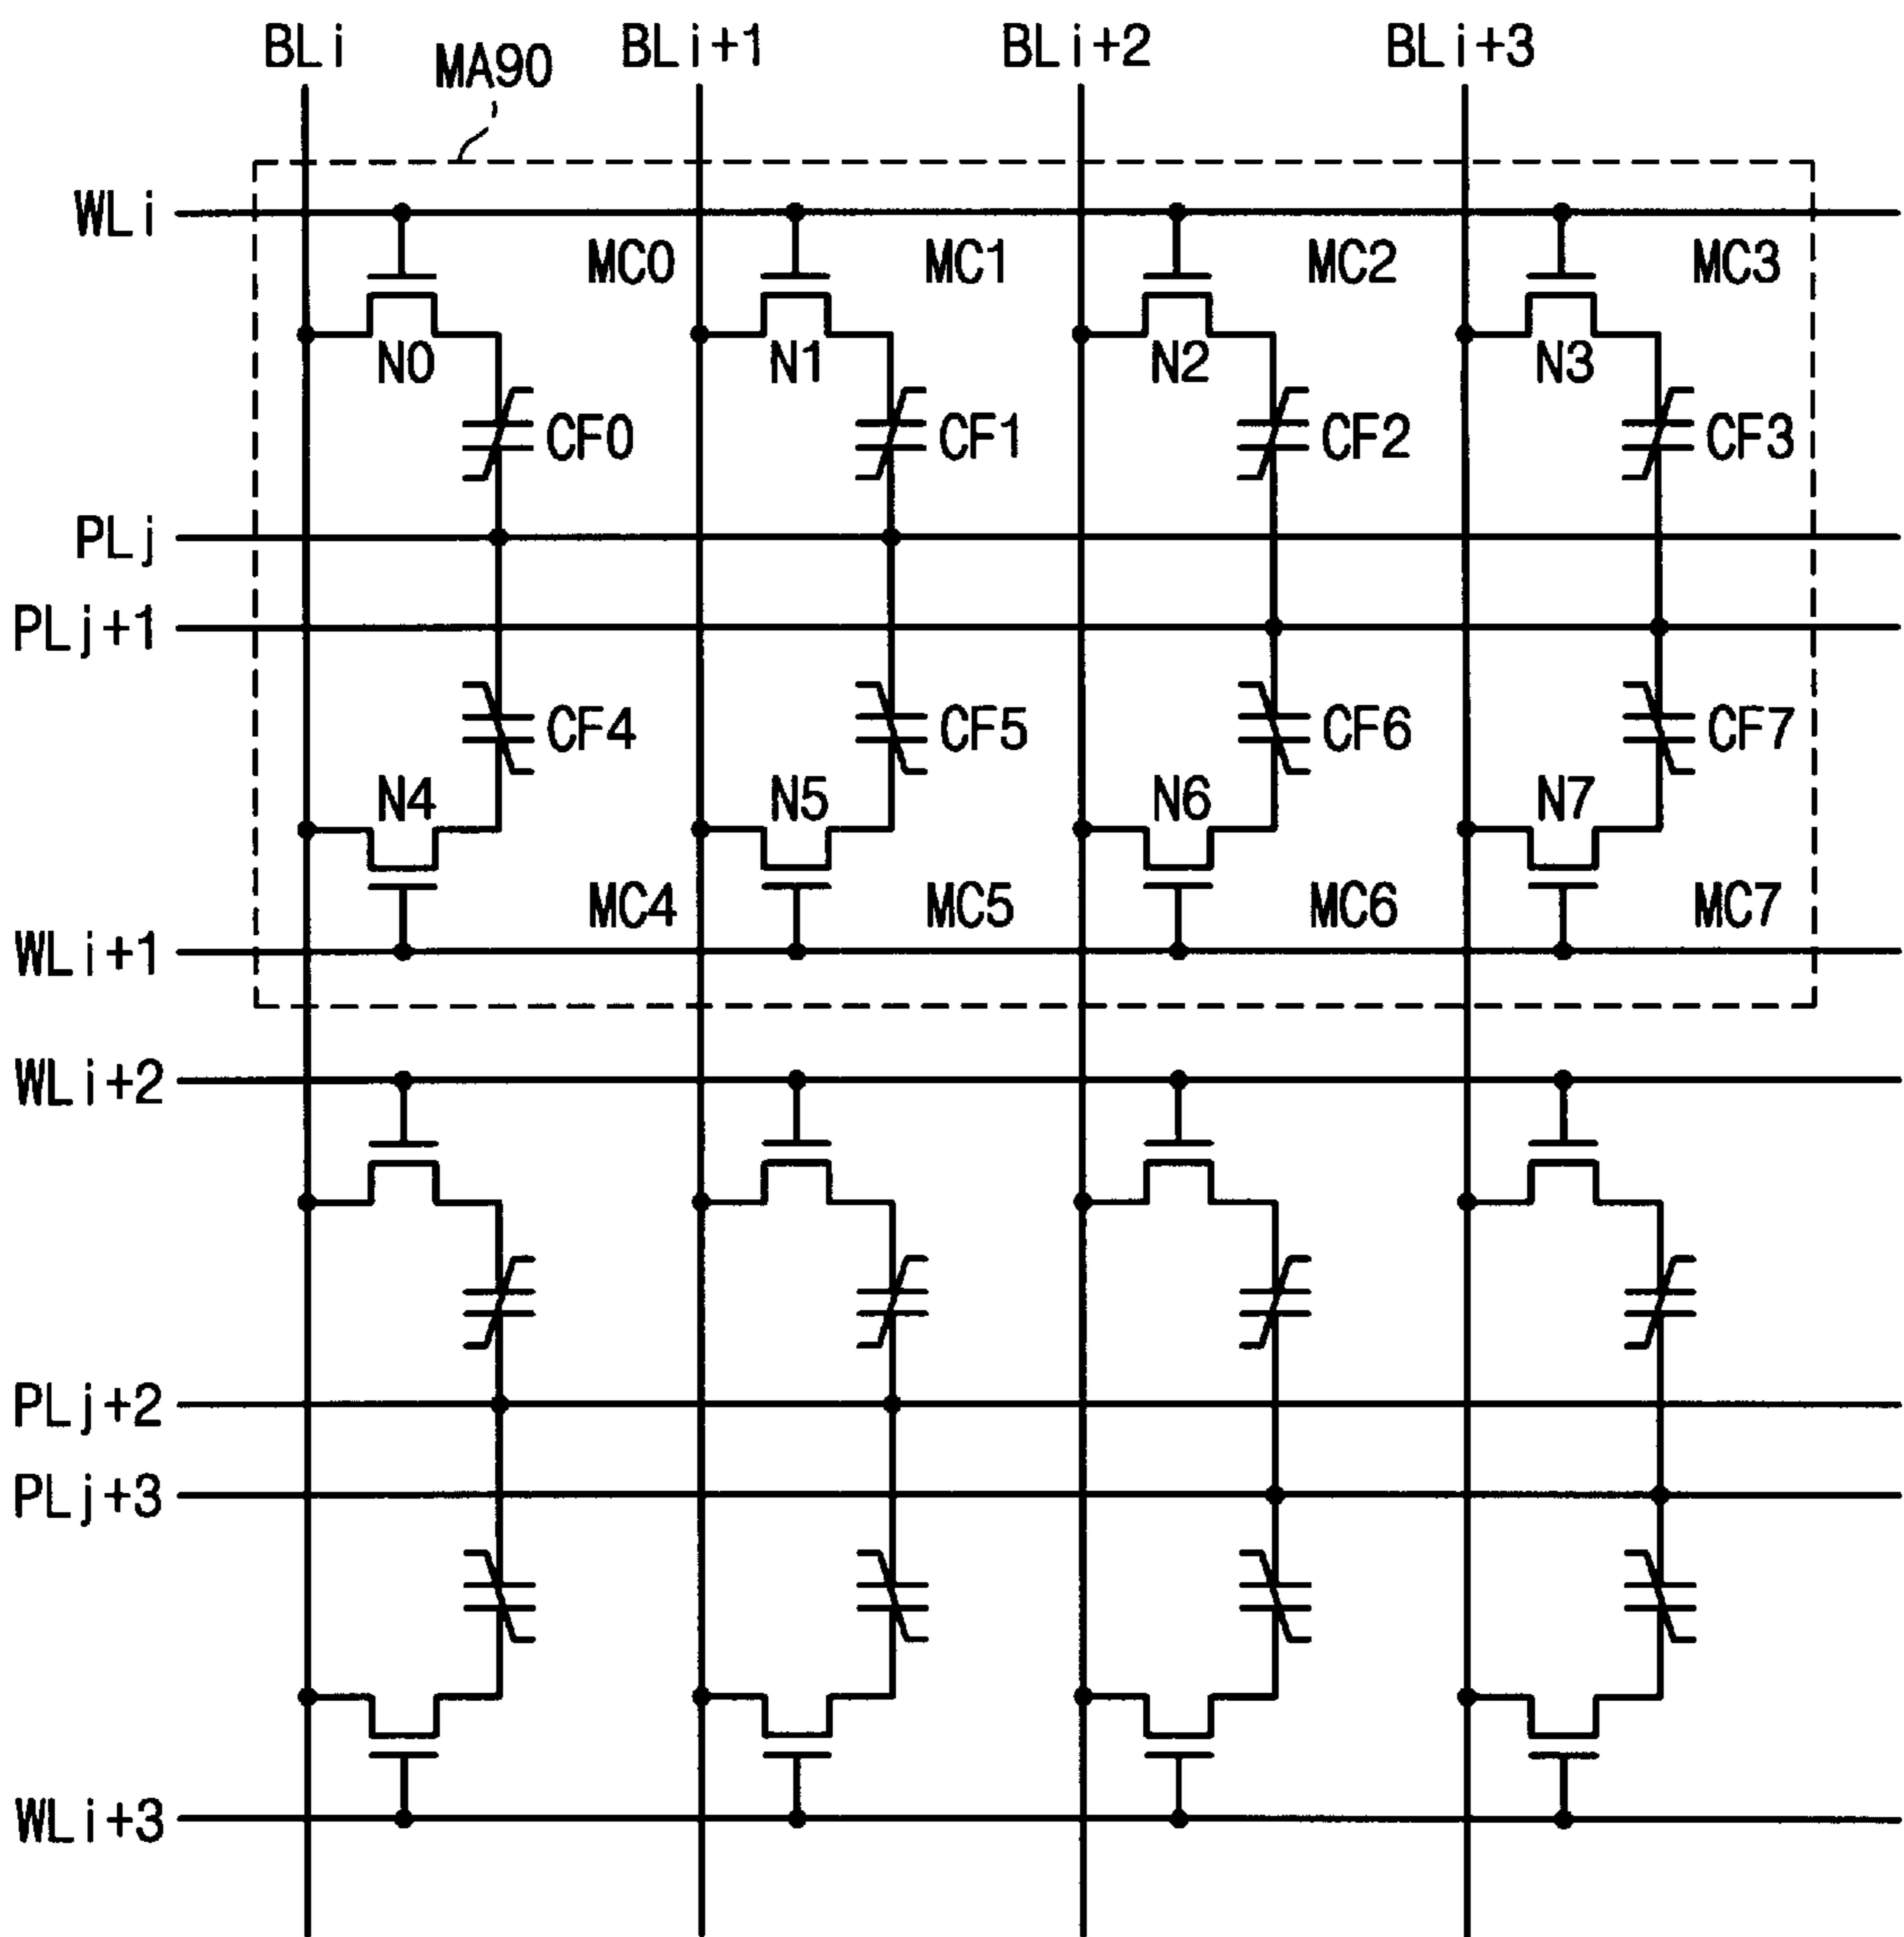 BLi MA90 BLi+1 BLi+2 BLi+3
WLi
MC0 MC1 MC2 MC3
N0 N1 N2 N3
CF0 CF1 CF2 CF3
PLj
PLj+1
CF4 CF5 CF6 CF7
N4 N5 N6 N7
MC4 MC5 MC6 MC7
WLi+1
WLi+2
PLj+2
PLj+3
WLi+3